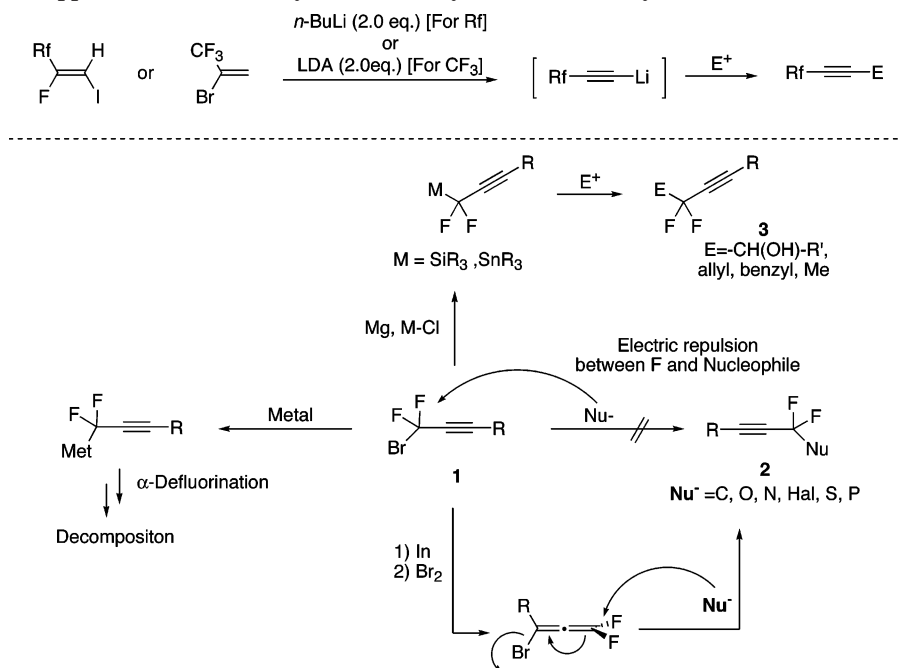 n-BuLi (2.0 eq.) [For Rf]
or
LDA (2.0eq.) [For CF3]
Rf
H
F
I
or
CF3
Br
Rf
Li
E+
Rf
E
M
R
F F
M = SiR3 ,SnR3
E+
E
R
F F
3
E=-CH(OH)-R',
allyl, benzyl, Me
Mg, M-Cl
Electric repulsion
between F and Nucleophile
F
F
R
Met
Metal
F
F
Br
R
1
Nu-
R
F
F
Nu
2
Nu- =C, O, N, Hal, S, P
α-Defluorination
Decompositon
1) In
2) Br2
R
Br
F
F
Nu-